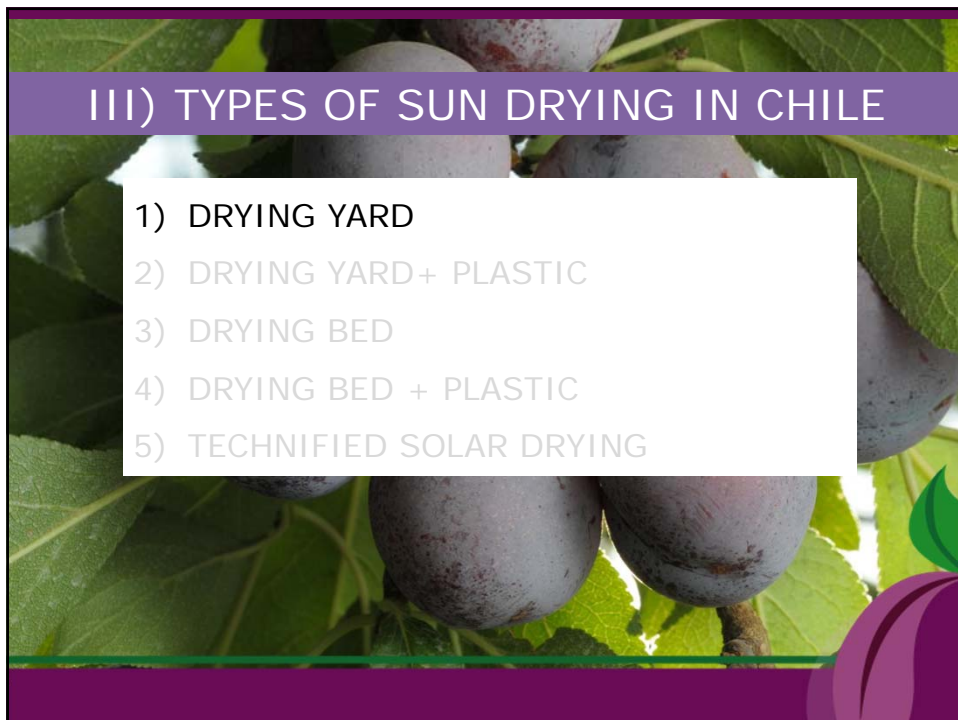 III) TYPES OF SUN DRYING IN CHILE
1) DRYING YARD
2) DRYING YARD+ PLASTIC
3) DRYING BED
4) DRYING BED + PLASTIC
5) TECHNIFIED SOLAR DRYING